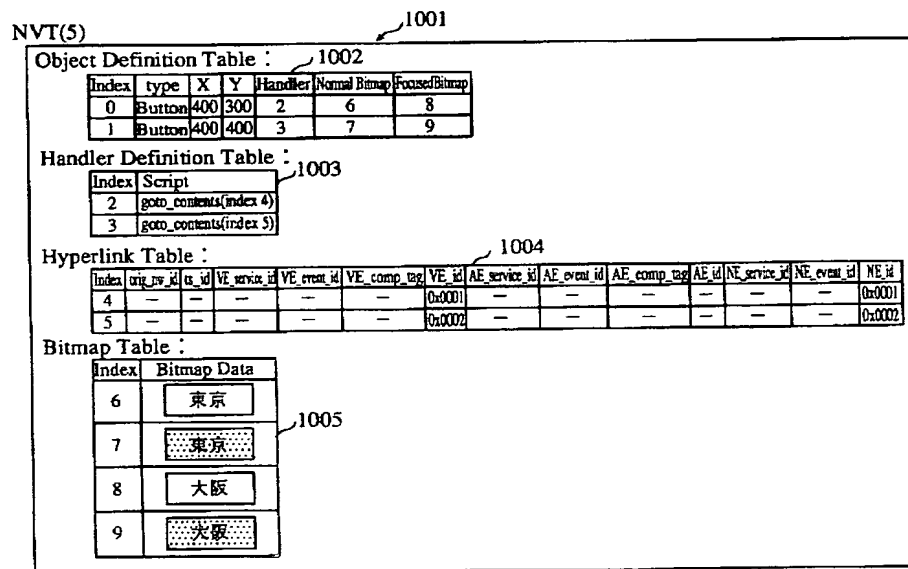 NVT(5)
1001
Object Definition Table :
1002
Index type X Y Handler Normal Bitmap FocusedBitmap
0 Button 400 300 2 6 8
1 Button 400 400 3 7 9
Handler Definition Table :
1003
Index Script
2 goto_contents(index 4)
3 goto_contents(index 5)
Hyperlink Table :
1004
Index orig_nw_id ts_id VE_service_id VE_event_id VE_comp_tag VE_id AE_service_id AE_event_id AE_comp_tag AE_id NE_service_id NE_event_id NE_id
4 — — — — — 0x0001 — — — — — — 0x0001
5 — — — — — 0x0002 — — — — — — 0x0002
Bitmap Table :
Index Bitmap Data
6 東京
7 東京
1005
8 大阪
9 大阪